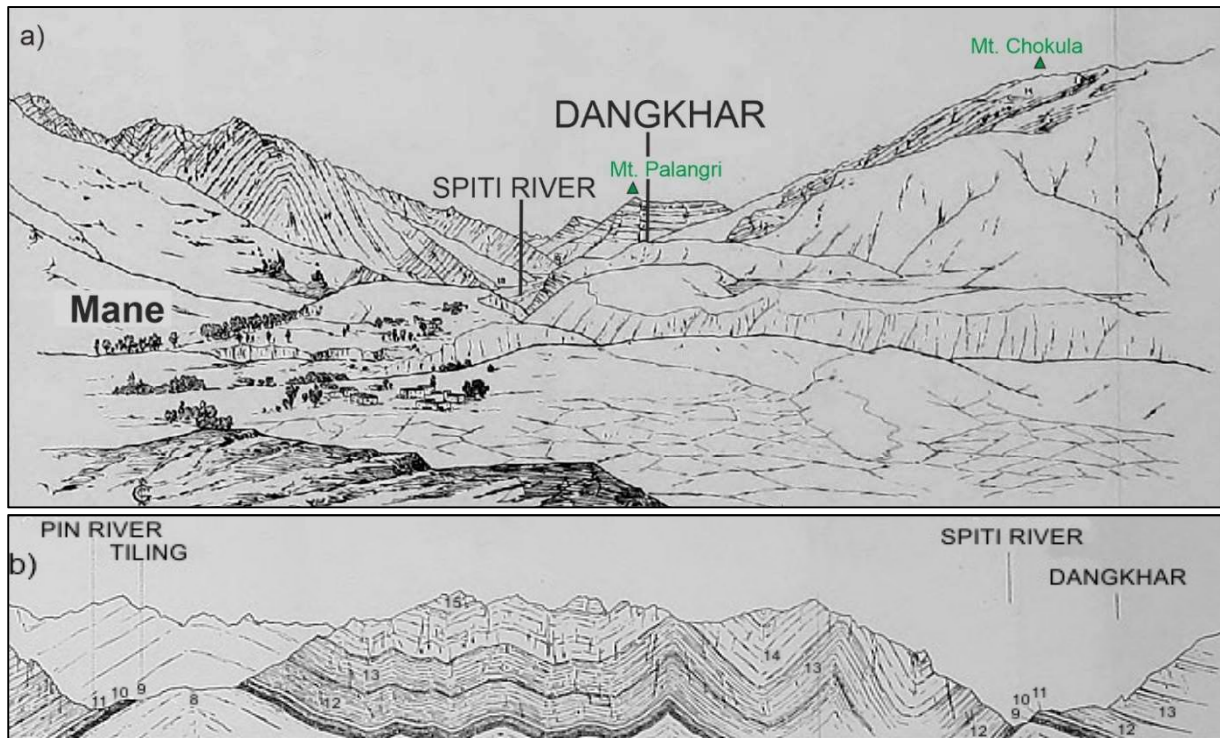 a)
Mt. Chokula
DANGKHAR
Mt. Palangri
SPITI RIVER
Mane
b)
PIN RIVER
TILING
SPITI RIVER
DANGKHAR
15
14
13
13
12
11 10 9
8
10 11
9
12
12
13